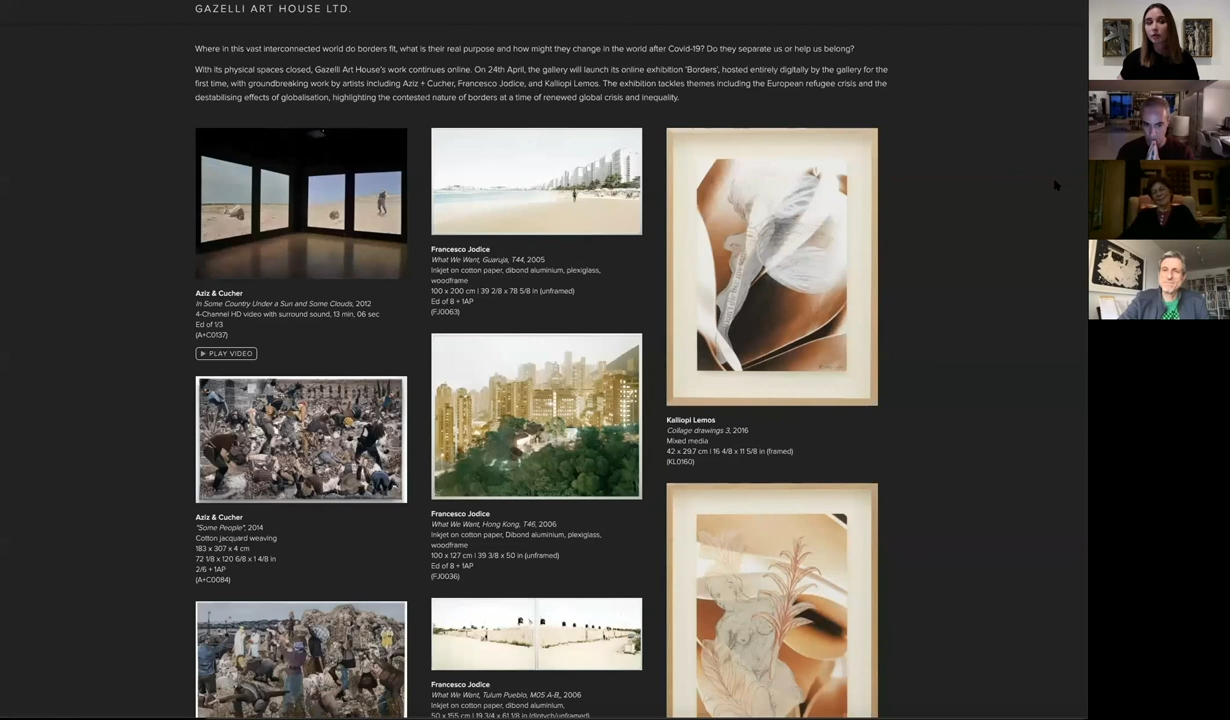 GAZELLI ART HOUSE LTD.
Where in this vast interconnected world do borders fit, what is their real purpose and how might they change in the world after Covid-19? Do they separate us or help us belong?
With its physical spaces closed, Gazelli Art House's work continues online. On 24th April, the gallery will launch its online exhibition 'Borders', hosted entirely digitally by the gallery for the
first time, with groundbreaking work by artists including Aziz + Cucher, Francesco Jodice, and Kalliopi Lemos. The exhibition tackles themes including the European refugee crisis and the
destabilising effects of globalisation, highlighting the contested nature of borders at a time of renewed global crisis and inequality.
Aziz & Cucher
In Some Country Under a Sun and Some Clouds, 2012
4-Channel HD video with surround sound, 13 min, 06 sec
Ed of 1/3
(A+C0137)
PLAY VIDEO
Aziz & Cucher
"Some People", 2014
Cotton jacquard weaving
183 x 307 x 4 cm
72 1/8 x 120 6/8 x 1 4/8 in
2/6 + 1AP
(A+C0084)
Francesco Jodice
What We Want, Guaruja, T44, 2005
Inkjet on cotton paper, dibond aluminium, plexiglass,
woodframe
100 x 200 cm | 39 2/8 x 78 5/8 in (unframed)
Ed of 8 + 1AP
(FJ0063)
Francesco Jodice
What We Want, Hong Kong, T46, 2006
Inkjet on cotton paper, Dibond aluminium, plexiglass,
woodframe
100 x 127 cm | 39 3/8 x 50 in (unframed)
Ed of 8 + 1AP
(FJ0036)
Francesco Jodice
What We Want, Tulum Pueblo, M05 A-B,, 2006
50 x 155 cm | 19 3/4 x 61 1/8 in (diptych/unframed)
Kalliopi Lemos
Collage drawings 3, 2016
Mixed media
42 x 29.7 cm | 16 4/8 x 11 5/8 in (framed)
(KL0160)